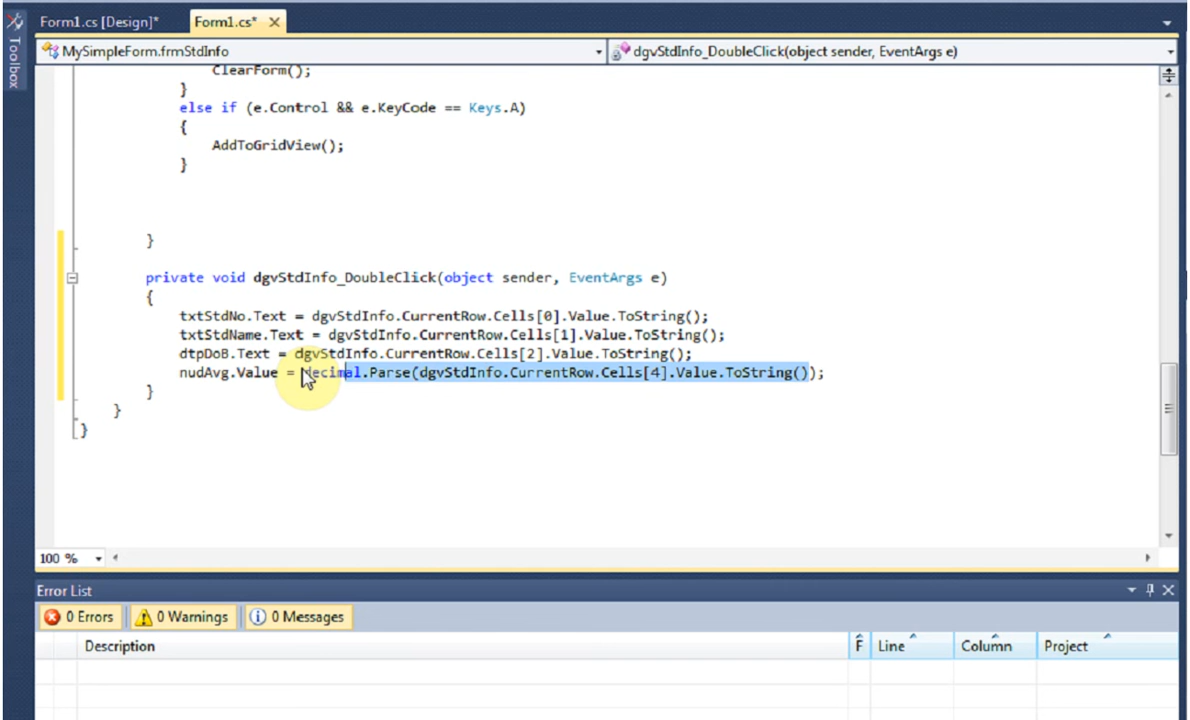 Form1.cs [Design]*
Form1.cs*
Toolbox
MySimpleForm.frmStdInfo
dgvStdInfo_DoubleClick(object sender, EventArgs e)
ClearForm();
}
else if (e.Control && e.KeyCode == Keys.A)
{
AddToGridView();
}
}
private void dgvStdInfo_DoubleClick(object sender, EventArgs e)
{
txtStdNo.Text = dgvStdInfo.CurrentRow.Cells[0].Value.ToString();
txtStdName.Text = dgvStdInfo.CurrentRow.Cells[1].Value.ToString();
dtpDoB.Text = dgvStdInfo.CurrentRow.Cells[2].Value.ToString();
nudAvg.Value = decimal.Parse(dgvStdInfo.CurrentRow.Cells[4].Value.ToString());
}
}
}
100 %
Error List
0 Errors
0 Warnings
0 Messages
Description
F
Line
Column
Project